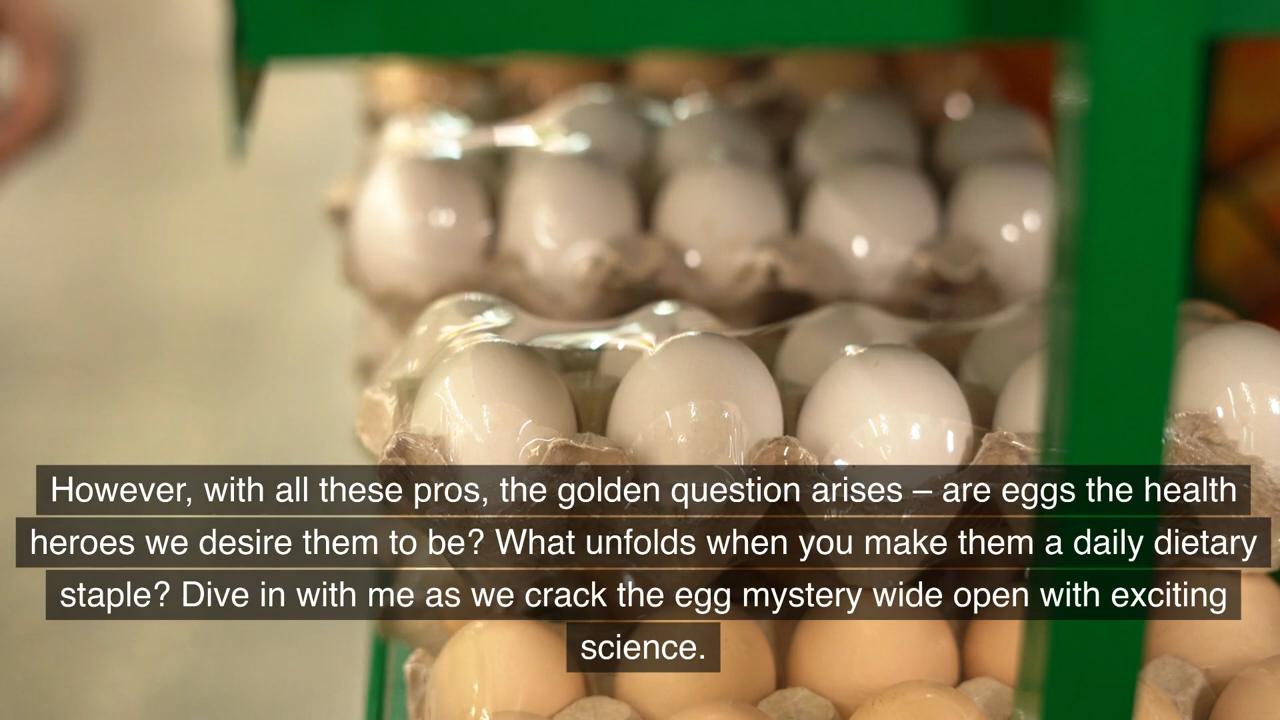 However, with all these pros, the golden question arises – are eggs the health
heroes we desire them to be? What unfolds when you make them a daily dietary
staple? Dive in with me as we crack the egg mystery wide open with exciting
science.